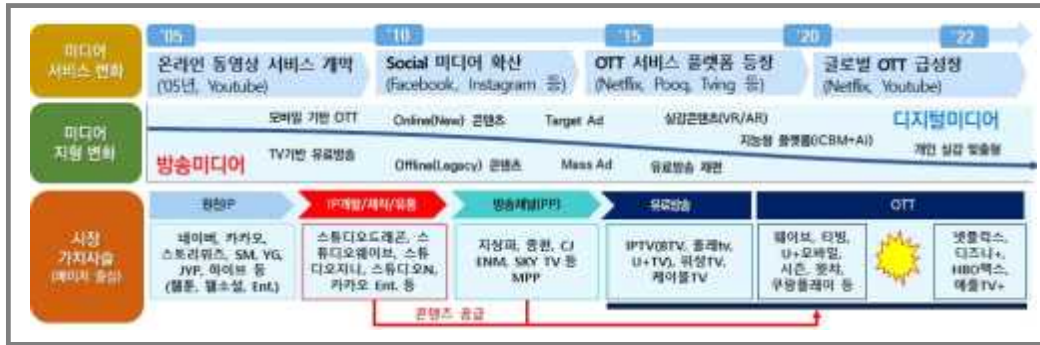 미디어
서비스 변화
'05
'10
'15
'20
'22
온라인 동영상 서비스 개막
('05년, Youtube)
Social 미디어 확산
(Facebook, Instagram 등)
OTT 서비스 플랫폼 등장
(Netflix, Pooq, Tving 등)
글로벌 OTT 급성장
(Netflix, Youtube)
미디어
지형 변화
모바일 기반 OTT
Online(New) 콘텐츠
Target Ad
실감콘텐츠(VR/AR)
지능형 플랫폼(ICBM+AI)
디지털미디어
개인 실감 맞춤형
방송미디어
TV기반 유료방송
Offline(Legacy) 콘텐츠
Mass Ad
유료방송 재편
시장
가치사슬
원천IP
IP개발/제작/유통
방송채널(PP)
유료방송
OTT
네이버, 카카오,
스토리위즈, SM, YG,
JYP, 하이브 등
(웹툰, 웹소설, Ent.)
스튜디오드래곤, 스
튜디오웨이브, 스튜
디오지니, 스튜디오N,
카카오 Ent. 등
지상파, 종편, CJ
ENM, SKY TV 등
MPP
IPTV(BTV, 올레tv,
U+TV), 위성TV,
케이블TV
웨이브, 티빙,
U+모바일,
시즌, 왓챠,
쿠팡플레이 등
넷플릭스,
디즈니+,
HBO맥스,
애플TV+
콘텐츠 공급